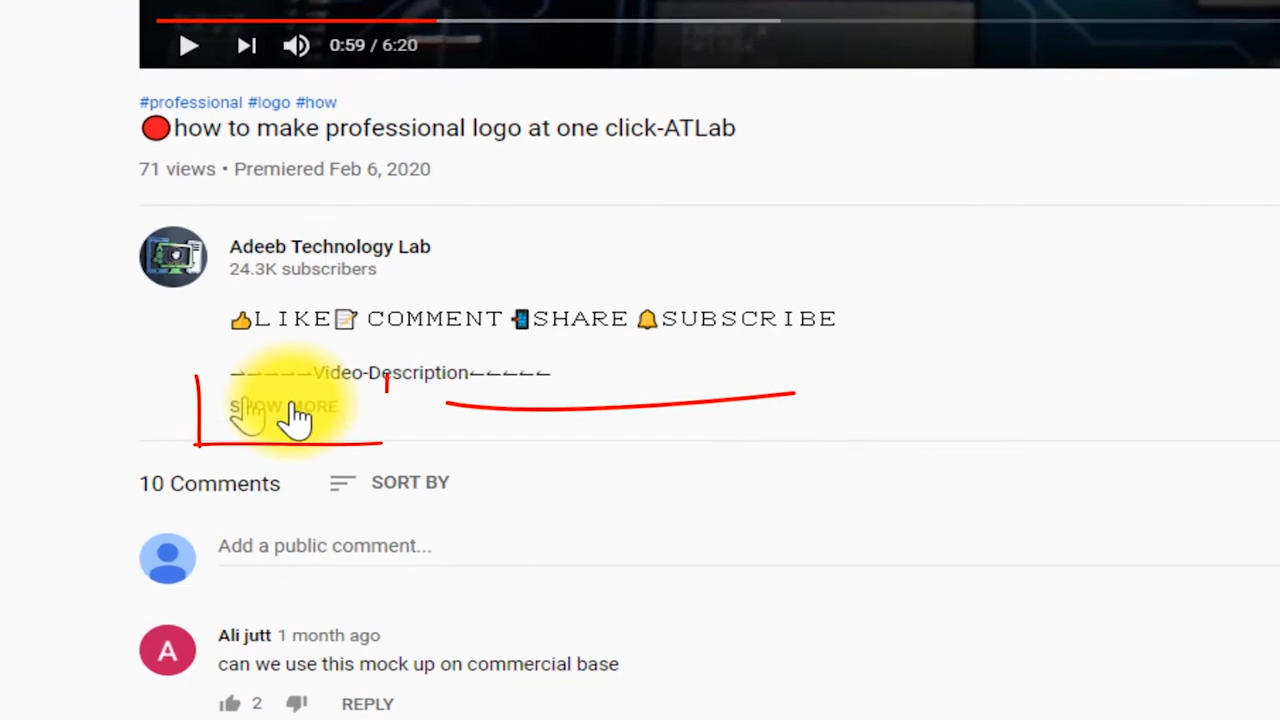 0:59 / 6:20
#professional #logo #how
how to make professional logo at one click-ATLab
71 views • Premiered Feb 6, 2020
Adeeb Technology Lab
24.3K subscribers
👍LIKE📝 COMMENT 📲SHARE 🔔SUBSCRIBE
⇀⇀⇀⇀⇀Video-Description↼↼↼↼↼
SHOW MORE
10 Comments
SORT BY
Add a public comment...
A
Ali jutt 1 month ago
can we use this mock up on commercial base
2 REPLY